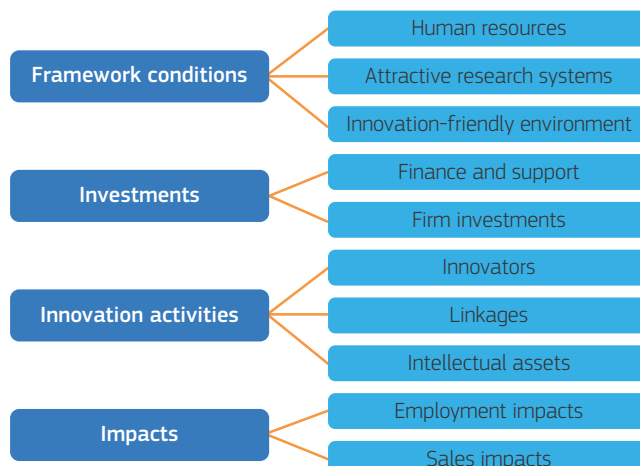 Framework conditions
Human resources
Attractive research systems
Innovation-friendly environment
Investments
Finance and support
Firm investments
Innovation activities
Innovators
Linkages
Intellectual assets
Impacts
Employment impacts
Sales impacts